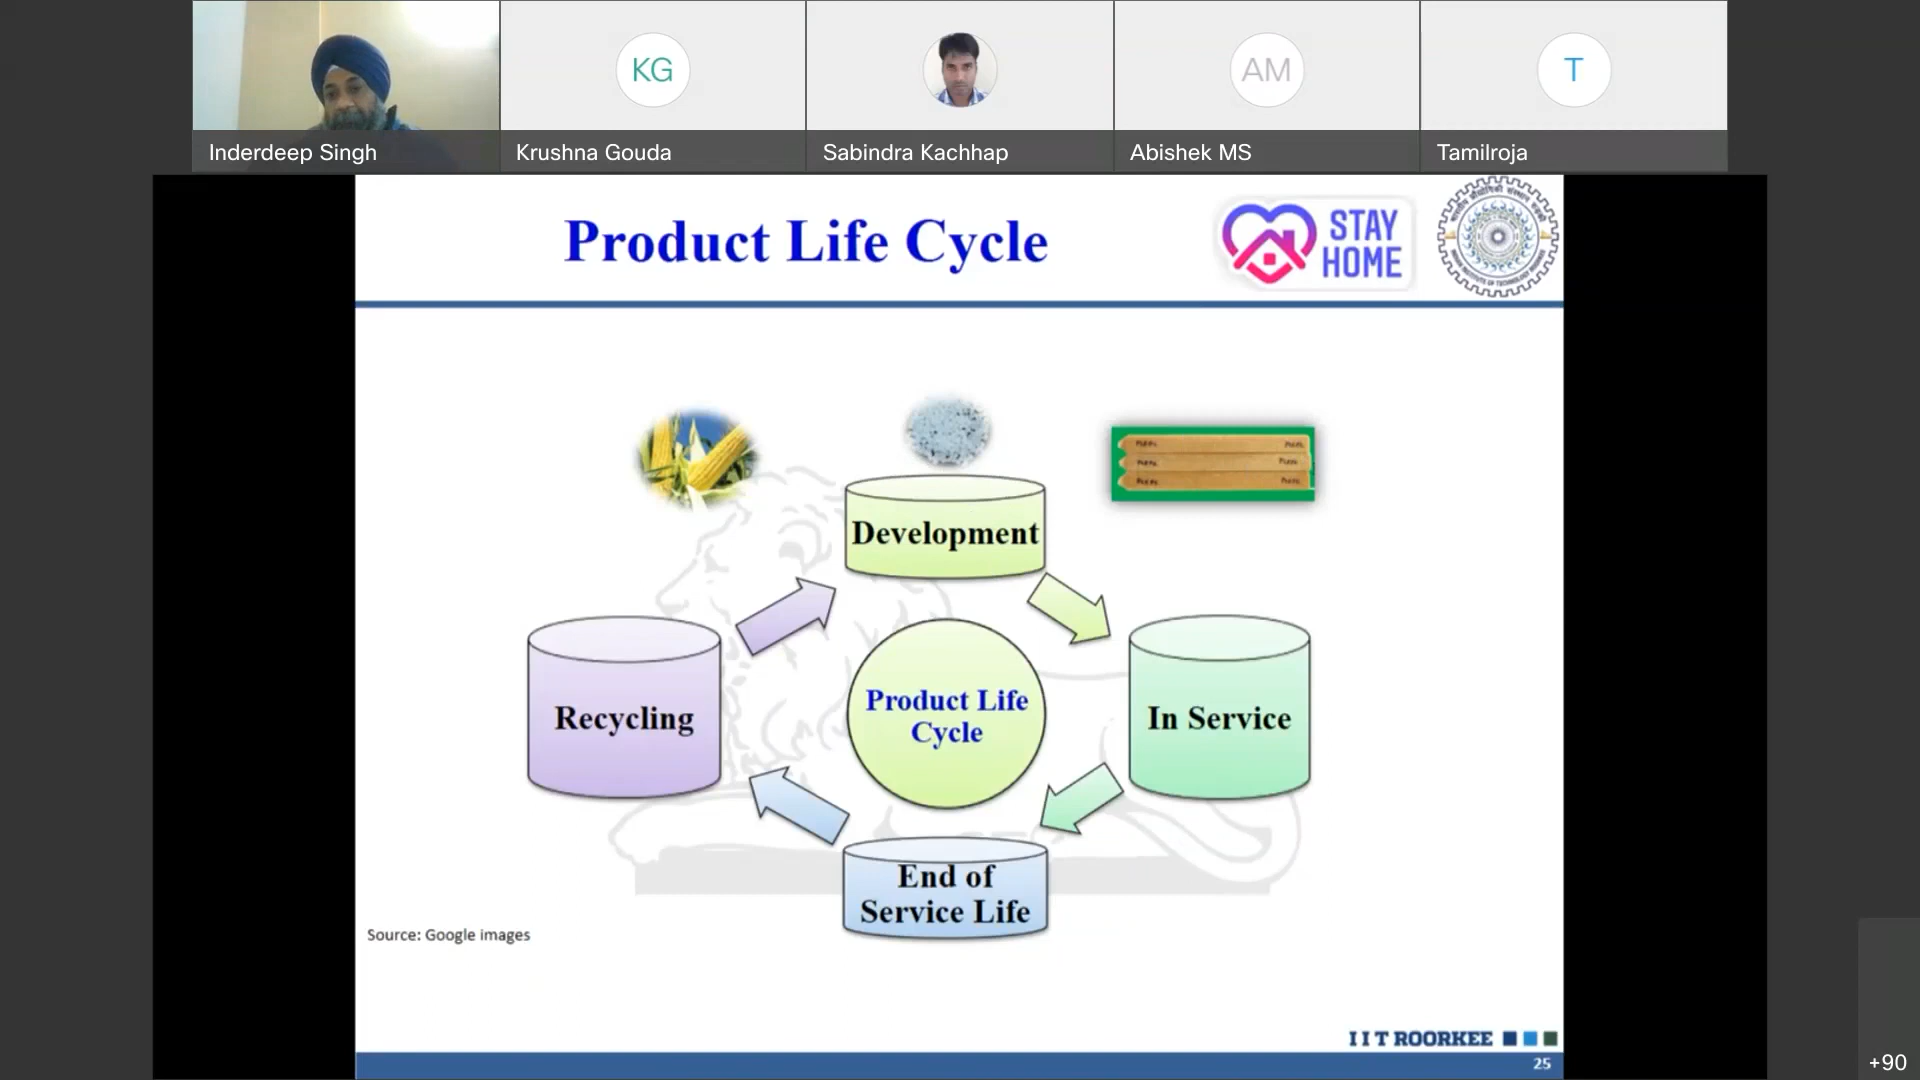 KG
AM
T
Inderdeep Singh
Krushna Gouda
Sabindra Kachhap
Abishek MS
Tamilroja
Product Life Cycle
STAY
HOME
Development
Recycling
Product Life
Cycle
In Service
End of
Service Life
Source: Google images
IIT ROORKEE
25
+90